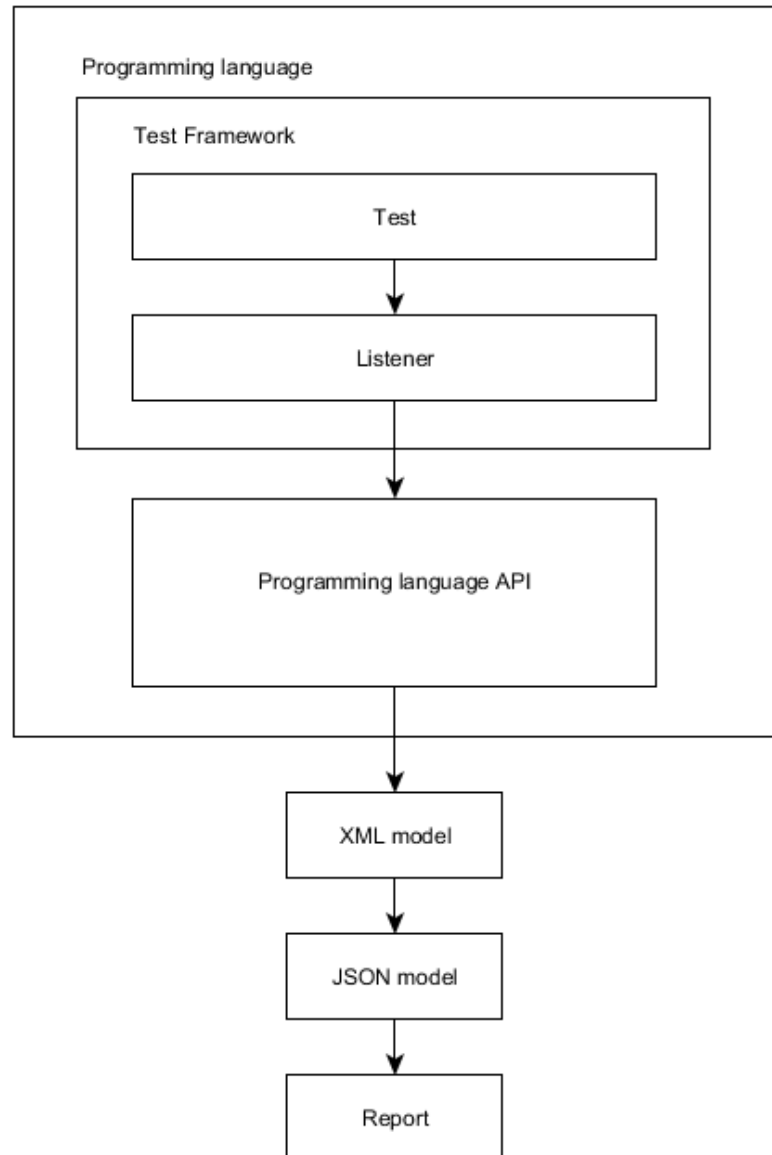 Programming language
Test Framework
Test
Listener
Programming language API
XML model
JSON model
Report